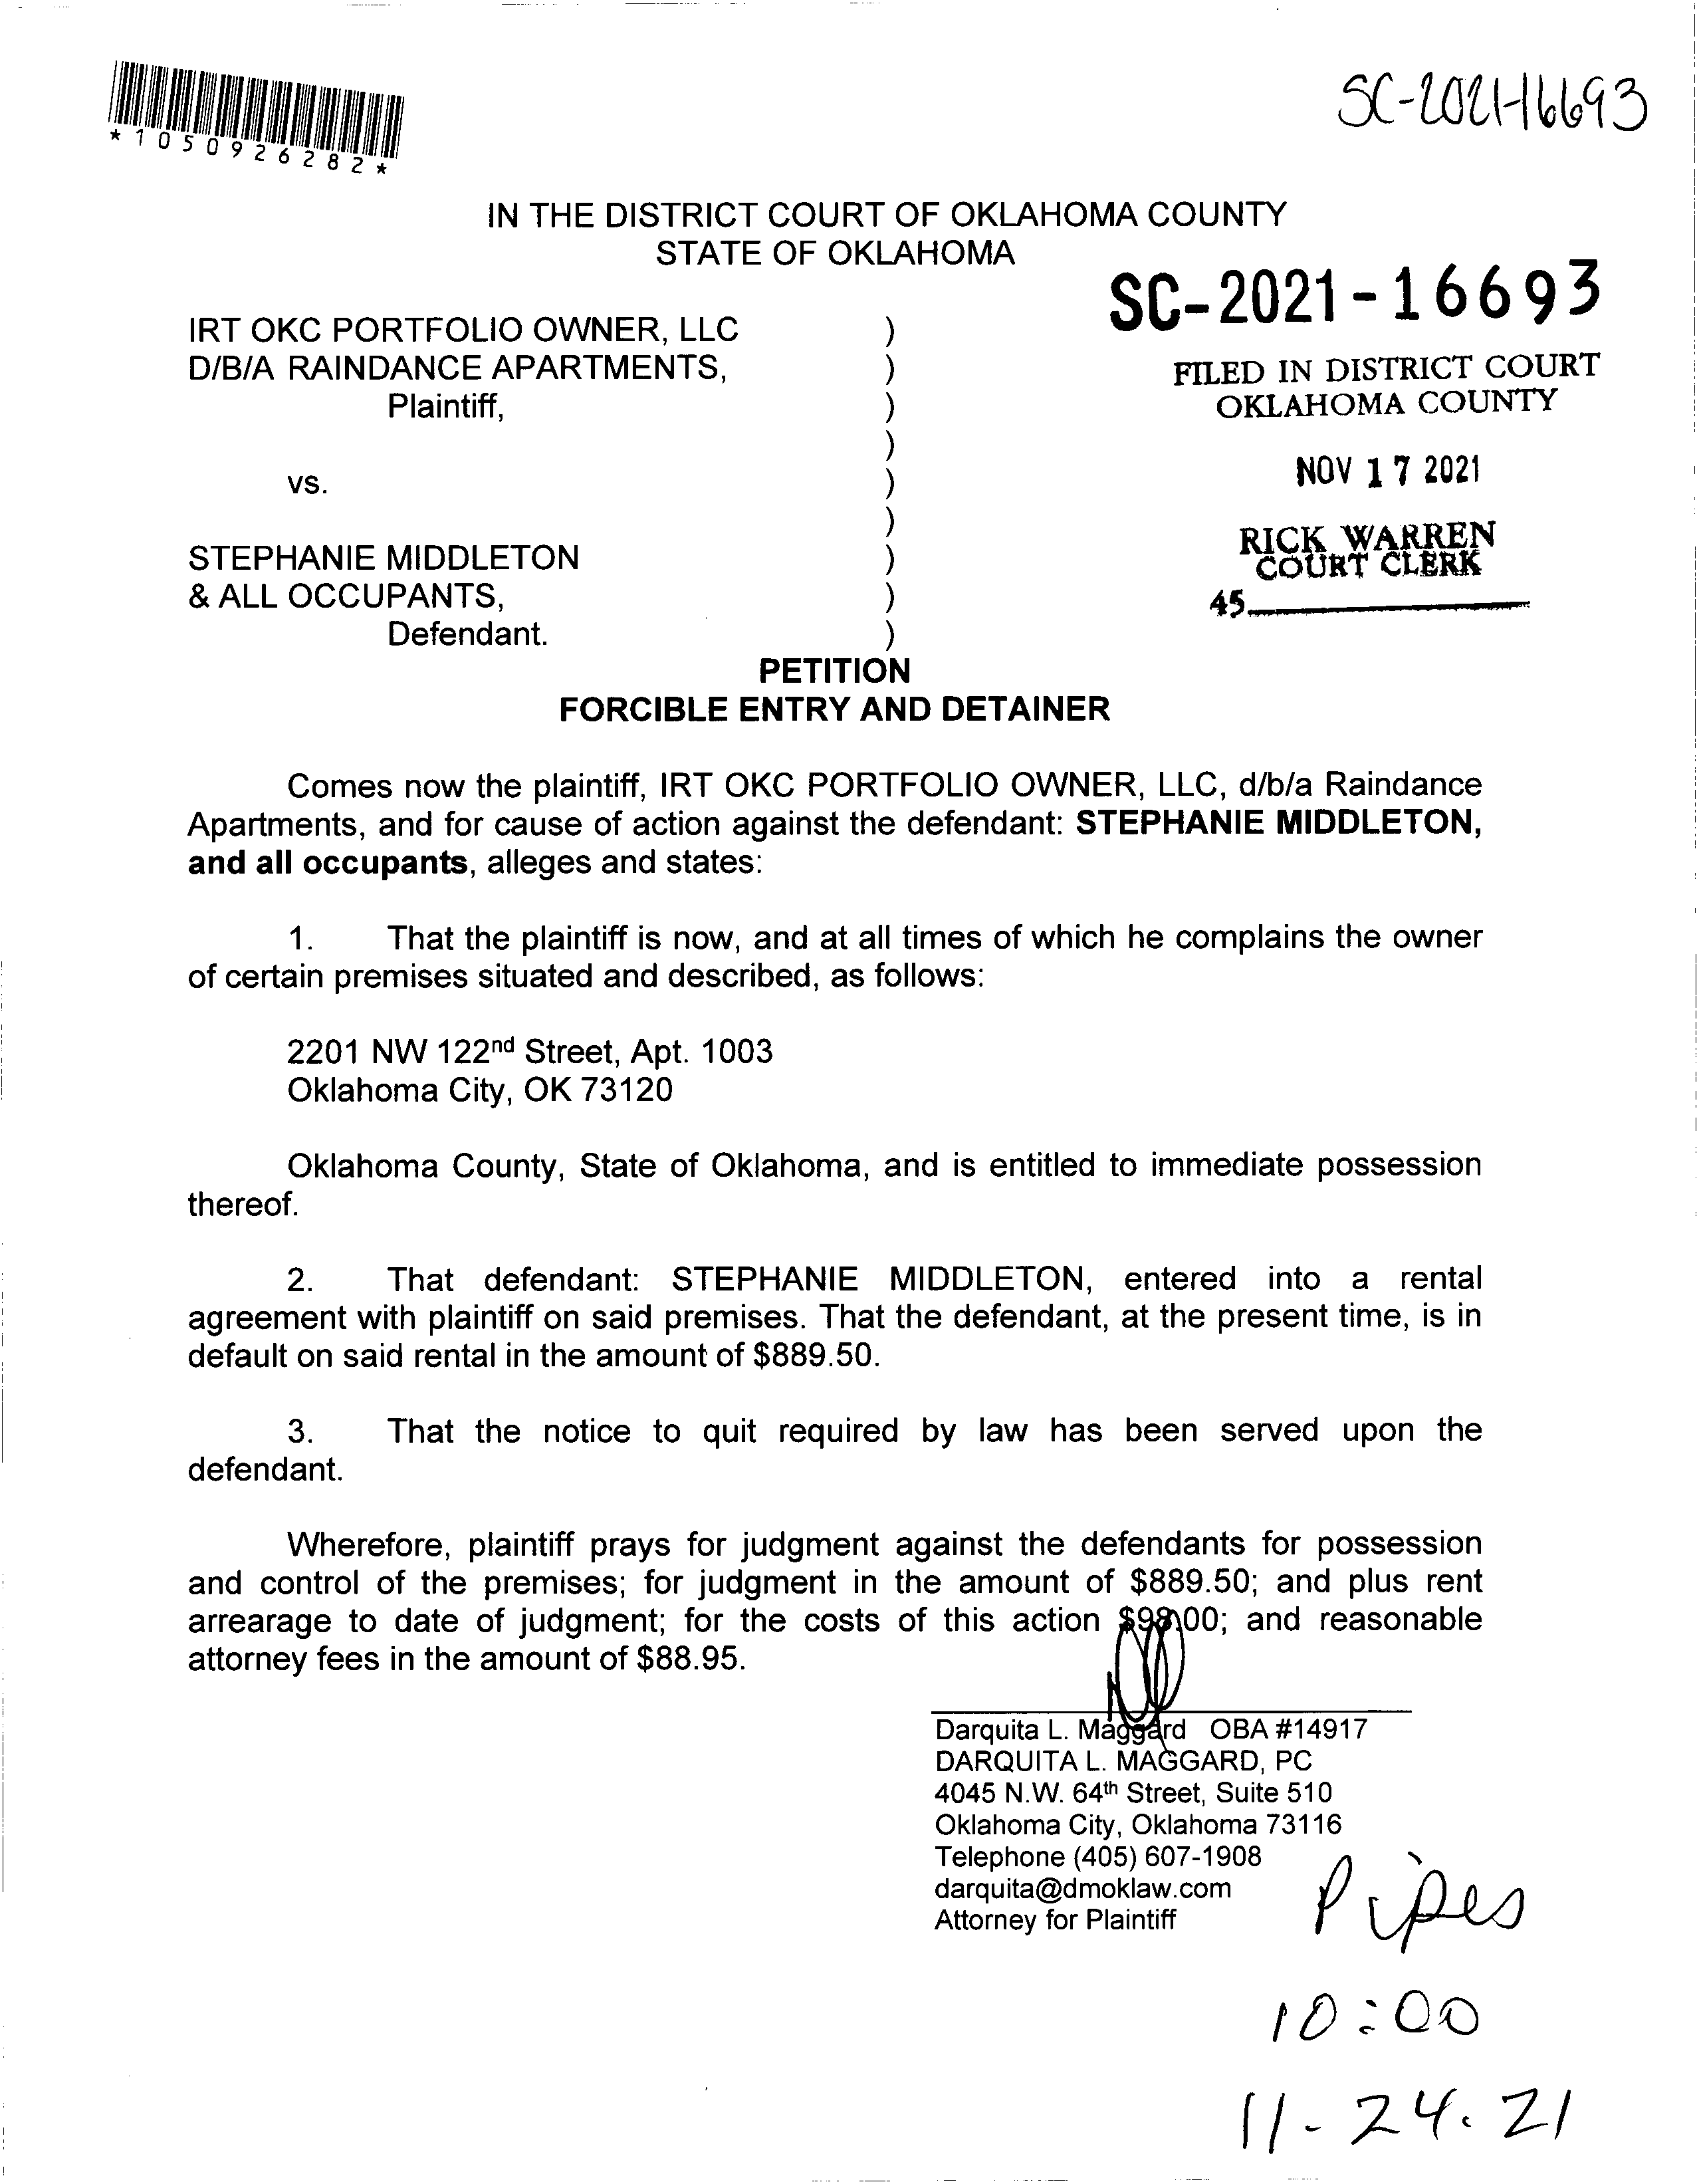 SC-2021-16693
*1050926282*
IN THE DISTRICT COURT OF OKLAHOMA COUNTY
STATE OF OKLAHOMA
SC-2021-16693
IRT OKC PORTFOLIO OWNER, LLC )
D/B/A RAINDANCE APARTMENTS, )
FILED IN DISTRICT COURT
Plaintiff, )
OKLAHOMA COUNTY
)
vs. )
NOV 17 2021
)
STEPHANIE MIDDLETON )
RICK WARREN
COURT CLERK
& ALL OCCUPANTS, )
45
Defendant. )
PETITION
FORCIBLE ENTRY AND DETAINER
Comes now the plaintiff, IRT OKC PORTFOLIO OWNER, LLC, d/b/a Raindance
Apartments, and for cause of action against the defendant: STEPHANIE MIDDLETON,
and all occupants, alleges and states:
1. That the plaintiff is now, and at all times of which he complains the owner
of certain premises situated and described, as follows:
2201 NW 122nd Street, Apt. 1003
Oklahoma City, OK 73120
Oklahoma County, State of Oklahoma, and is entitled to immediate possession
thereof.
2. That defendant: STEPHANIE MIDDLETON, entered into a rental
agreement with plaintiff on said premises. That the defendant, at the present time, is in
default on said rental in the amount of $889.50.
3. That the notice to quit required by law has been served upon the
defendant.
Wherefore, plaintiff prays for judgment against the defendants for possession
and control of the premises; for judgment in the amount of $889.50; and plus rent
arrearage to date of judgment; for the costs of this action $98.00; and reasonable
attorney fees in the amount of $88.95.
Darquita L. Maggard OBA #14917
DARQUITA L. MAGGARD, PC
4045 N.W. 64th Street, Suite 510
Oklahoma City, Oklahoma 73116
Telephone (405) 607-1908
darquita@dmoklaw.com
Attorney for Plaintiff
Pipes
10:00
11-24.21